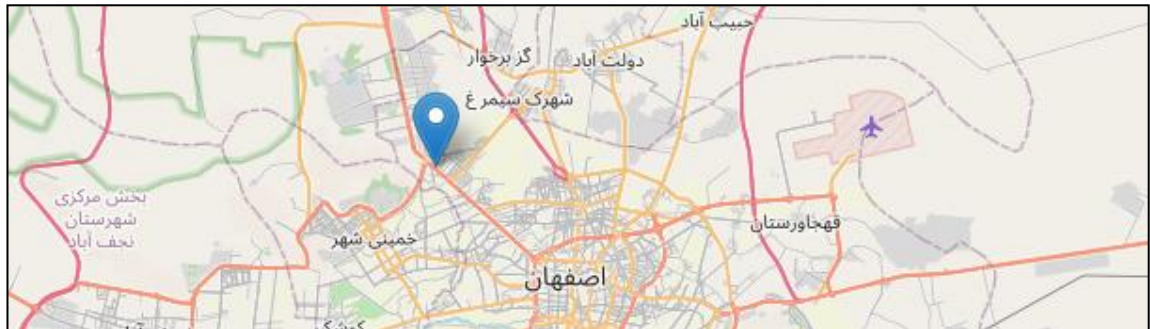 حبیب آباد
گز برخوار
دولت آباد
شهرک سیمرغ
بخش مرکزی
شهرستان
نجف آباد
قهجاورستان
خمینی شهر
اصفهان